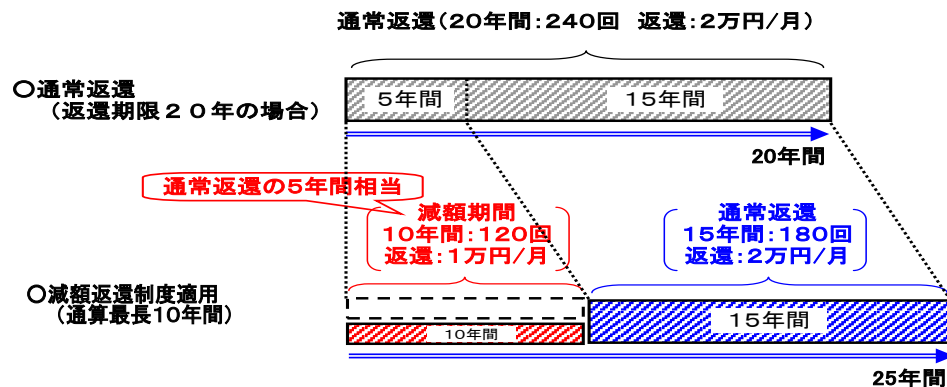 通常返還(20年間：240回　返還：2万円/月)
○通常返還
(返還期限２０年の場合)
5年間
15年間
20年間
通常返還の5年間相当
減額期間
10年間：120回
返還：1万円/月
通常返還
15年間：180回
返還：2万円/月
○減額返還制度適用
(通算最長10年間)
10年間
15年間
25年間